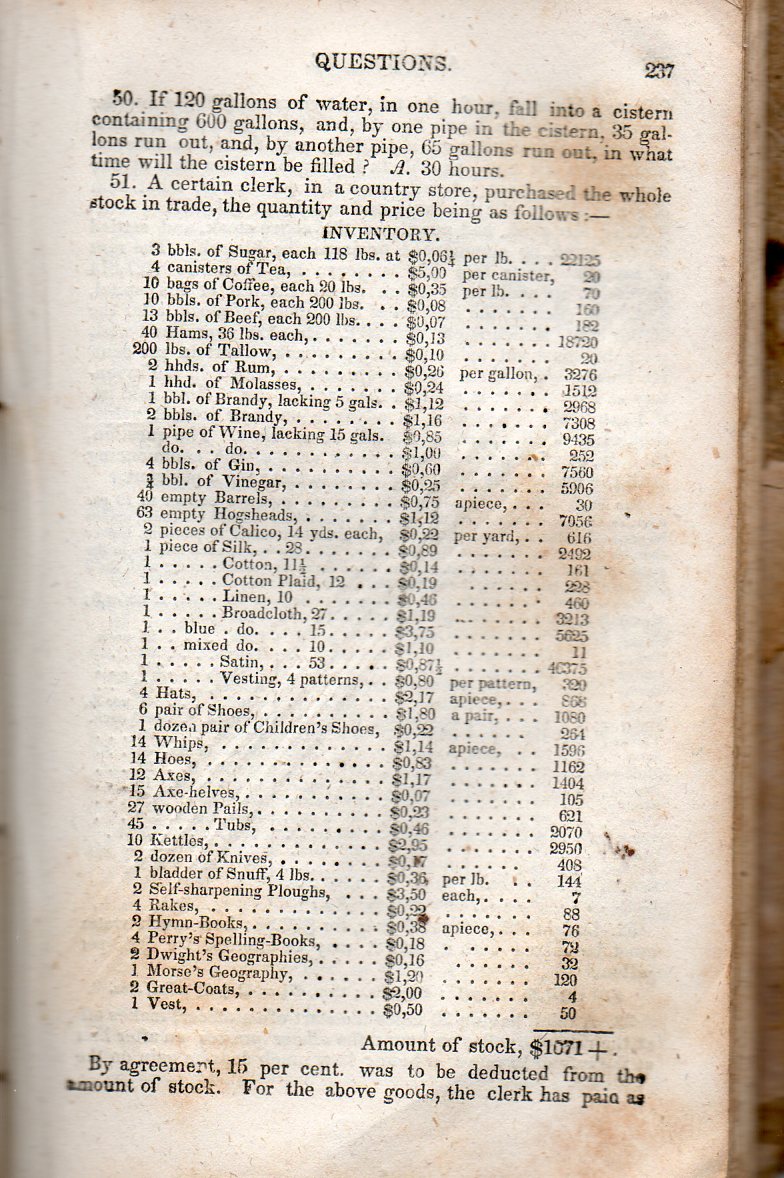 QUESTIONS. 237
50. If 120 gallons of water, in one hour, fall into a cistern
containing 600 gallons, and, by one pipe in the cistern, 35 gal-
lons run out, and, by another pipe, 65 gallons run out, in what
time will the cistern be filled? A. 30 hours.
51. A certain clerk, in a country store, purchased the whole
stock in trade, the quantity and price being as follows:—
INVENTORY.
3 bbls. of Sugar, each 118 lbs. at $0,06¼ per lb. . . . 22125
4 canisters of Tea, . . . . . . . . $5,00 per canister, 20
10 bags of Coffee, each 20 lbs. . . $0,35 per lb. . . . 70
10 bbls. of Pork, each 200 lbs. . . $0,08 . . . . . . . 160
13 bbls. of Beef, each 200 lbs. . . . $0,07 . . . . . . . 182
40 Hams, 36 lbs. each, . . . . . . . $0,13 . . . . . . . 18720
200 lbs. of Tallow, . . . . . . . . . $0,10 . . . . . . . 20
2 hhds. of Rum, . . . . . . . . . $0,26 per gallon, . 3276
1 hhd. of Molasses, . . . . . . . $0,24 . . . . . . . 1512
1 bbl. of Brandy, lacking 5 gals. . $1,12 . . . . . . . 2968
2 bbls. of Brandy, . . . . . . . . $1,16 . . . . . . . 7308
1 pipe of Wine, lacking 15 gals. $0,85 . . . . . . . 9435
do. . . do. . . . . . . . . . . . $1,00 . . . . . . . 252
4 bbls. of Gin, . . . . . . . . . . $0,60 . . . . . . . 7560
¾ bbl. of Vinegar, . . . . . . . . $0,25 . . . . . . . 5906
40 empty Barrels, . . . . . . . . . $0,75 apiece, . . . 30
63 empty Hogsheads, . . . . . . . $1,12 . . . . . . . 7056
2 pieces of Calico, 14 yds. each, $0,22 per yard, . . 616
1 piece of Silk, . . 28 . . . . . . . $0,89 . . . . . . . 2492
1 . . . . . Cotton, 11½ . . . . . . $0,14 . . . . . . . 161
1 . . . . . Cotton Plaid, 12 . . . $0,19 . . . . . . . 228
1 . . . . . Linen, 10 . . . . . . . $0,46 . . . . . . . 460
1 . . . . . Broadcloth, 27 . . . . . $1,19 . . . . . . . 3213
1 . . blue . do. . . . 15 . . . . . $3,75 . . . . . . . 5625
1 . . mixed do. . . . 10 . . . . . $1,10 . . . . . . . 11
1 . . . . . Satin, . . . 53 . . . . . $0,87½ . . . . . . . 46375
1 . . . . . Vesting, 4 patterns, . . $0,80 per pattern, 320
4 Hats, . . . . . . . . . . . . . . $2,17 apiece, . . . 868
6 pair of Shoes, . . . . . . . . . . $1,80 a pair, . . . 1080
1 dozen pair of Children's Shoes, $0,22 . . . . . . 264
14 Whips, . . . . . . . . . . . . . $1,14 apiece, . . 1596
14 Hoes, . . . . . . . . . . . . . . $0,83 . . . . . . . 1162
12 Axes, . . . . . . . . . . . . . . $1,17 . . . . . . . 1404
15 Axe-helves, . . . . . . . . . . . $0,07 . . . . . . . 105
27 wooden Pails, . . . . . . . . . . $0,23 . . . . . . . 621
45 . . . . . Tubs, . . . . . . . . . $0,46 . . . . . . . 2070
10 Kettles, . . . . . . . . . . . . . $2,95 . . . . . . . 2950
2 dozen of Knives, . . . . . . . . $0,17 . . . . . . 408
1 bladder of Snuff, 4 lbs. . . . . . $0,36 per lb. . . 144
2 Self-sharpening Ploughs, . . . $3,50 each, . . . . 7
4 Rakes, . . . . . . . . . . . . . $0,22 . . . . . . . 88
2 Hymn-Books, . . . . . . . . . . $0,38 apiece, . . . 76
4 Perry's Spelling-Books, . . . . $0,18 . . . . . . 72
2 Dwight's Geographies, . . . . . $0,16 . . . . . . 32
1 Morse's Geography, . . . . . . $1,20 . . . . . . . 120
2 Great-Coats, . . . . . . . . . . $2,00 . . . . . . . 4
1 Vest, . . . . . . . . . . . . . . $0,50 . . . . . . . 50
Amount of stock, $1671+.
By agreement, 15 per cent. was to be deducted from the
amount of stock. For the above goods, the clerk has paid as